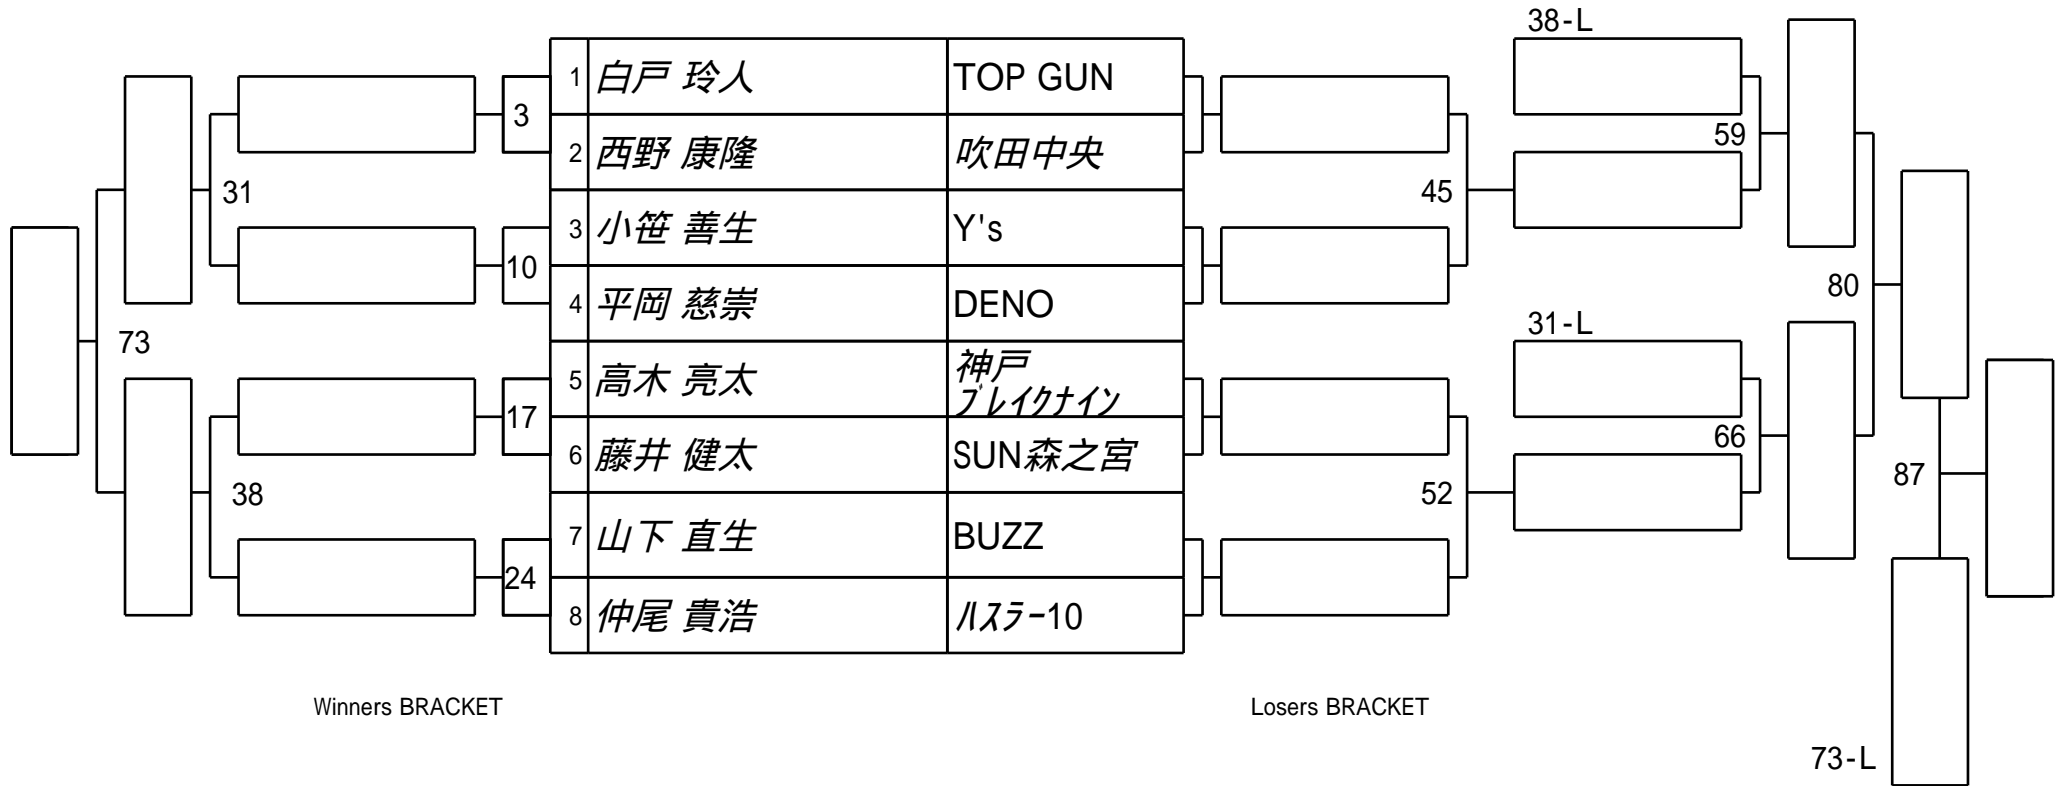 38-L
1 白戸 玲人 TOP GUN
3
2 西野 康隆 吹田中央
59
31
45
3 小笹 善生 Y's
10
4 平岡 慈崇 DENO
80
31-L
73
5 高木 亮太 神戸
ﾌﾞﾚｲｸﾅｲﾝ
17
6 藤井 健太 SUN森之宮
66
87
38
52
7 山下 直生 BUZZ
24
8 仲尾 貴浩 ﾊｽﾗｰ10
Winners BRACKET
Losers BRACKET
73-L